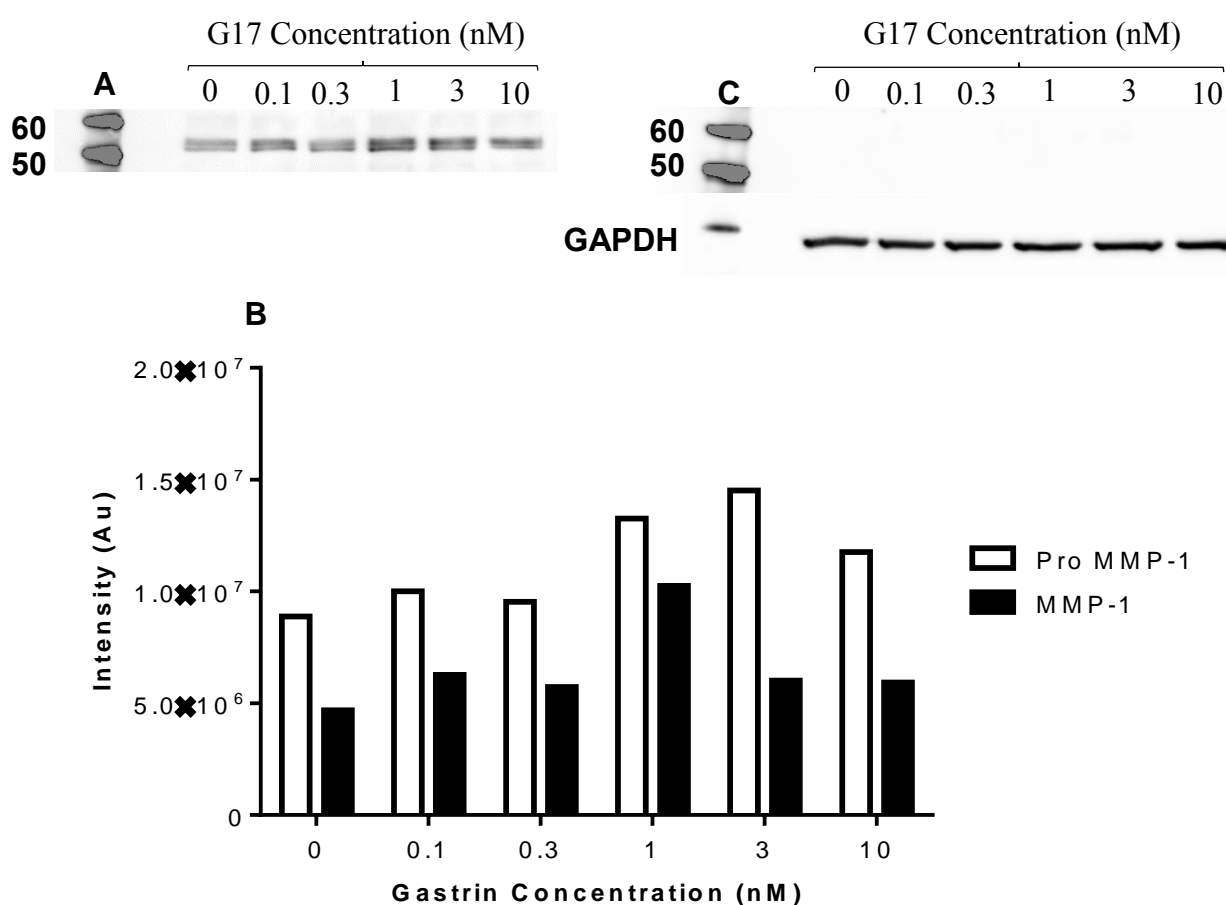 G17 Concentration (nM)
A
0 0.1 0.3 1 3 10
60
50
G17 Concentration (nM)
C
0 0.1 0.3 1 3 10
60
50
GAPDH
B
2.0✖10⁷
1.5✖10⁷
1.0✖10⁷
5.0✖10⁶
0
Intensity (Au)
0 0.1 0.3 1 3 10
Gastrin Concentration (nM)
Pro MMP-1
MMP-1